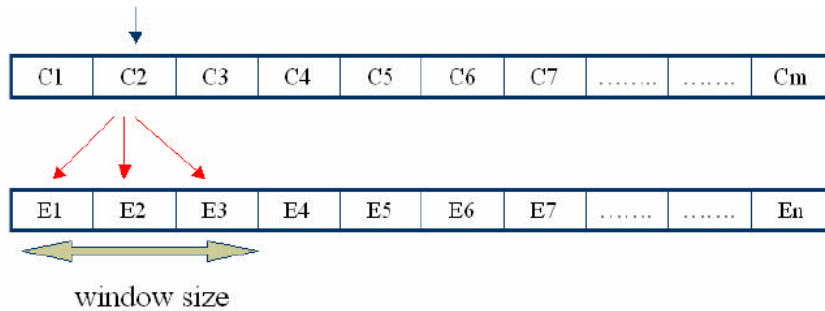 C1 C2 C3 C4 C5 C6 C7 ........ ....... Cm
E1 E2 E3 E4 E5 E6 E7 ........ ....... En
window size